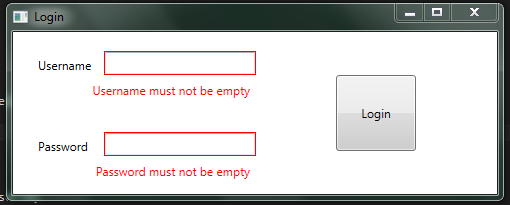 Login
Username
Username must not be empty
Login
Password
Password must not be empty